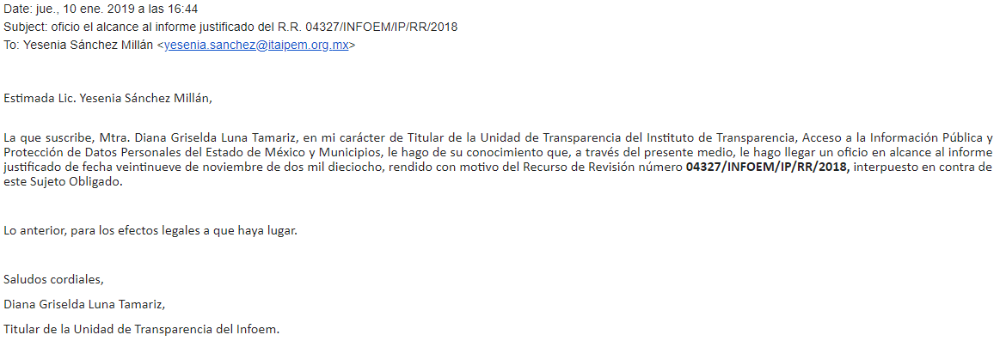 Date: jue., 10 ene. 2019 a las 16:44
Subject: oficio el alcance al informe justificado del R.R. 04327/INFOEM/IP/RR/2018
To: Yesenia Sánchez Millán <yesenia.sanchez@itaipem.org.mx>
Estimada Lic. Yesenia Sánchez Millán,
La que suscribe, Mtra. Diana Griselda Luna Tamariz, en mi carácter de Titular de la Unidad de Transparencia del Instituto de Transparencia, Acceso a la Información Pública y
Protección de Datos Personales del Estado de México y Municipios, le hago de su conocimiento que, a través del presente medio, le hago llegar un oficio en alcance al informe
justificado de fecha veintinueve de noviembre de dos mil dieciocho, rendido con motivo del Recurso de Revisión número 04327/INFOEM/IP/RR/2018, interpuesto en contra de
este Sujeto Obligado.
Lo anterior, para los efectos legales a que haya lugar.
Saludos cordiales,
Diana Griselda Luna Tamariz,
Titular de la Unidad de Transparencia del Infoem.